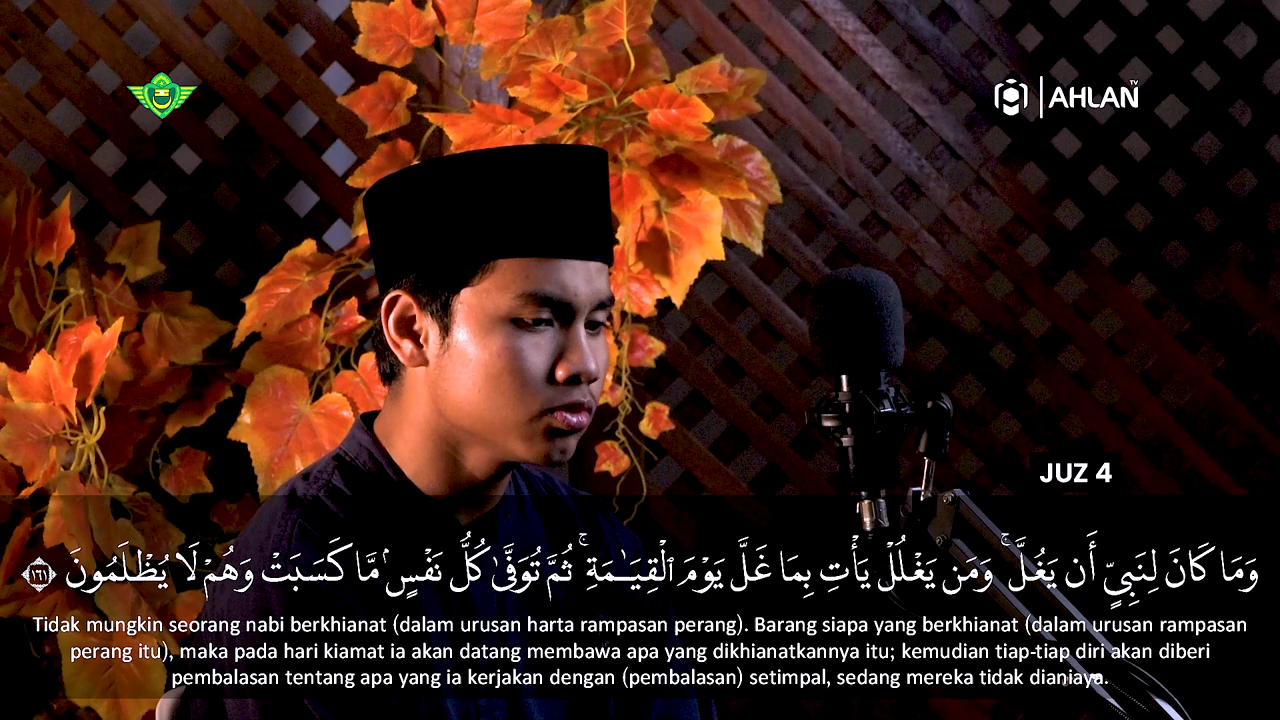 AHLAN TV
JUZ 4
وَمَا كَانَ لِنَبِيٍّ أَن يَغُلَّ ۚ وَمَن يَغْلُلْ يَأْتِ بِمَا غَلَّ يَوْمَ ٱلْقِيَـٰمَةِ ۚ ثُمَّ تُوَفَّىٰ كُلُّ نَفْسٍ مَّا كَسَبَتْ وَهُمْ لَا يُظْلَمُونَ ١٦١
Tidak mungkin seorang nabi berkhianat (dalam urusan harta rampasan perang). Barang siapa yang berkhianat (dalam urusan rampasan
perang itu), maka pada hari kiamat ia akan datang membawa apa yang dikhianatkannya itu; kemudian tiap-tiap diri akan diberi
pembalasan tentang apa yang ia kerjakan dengan (pembalasan) setimpal, sedang mereka tidak dianiaya.